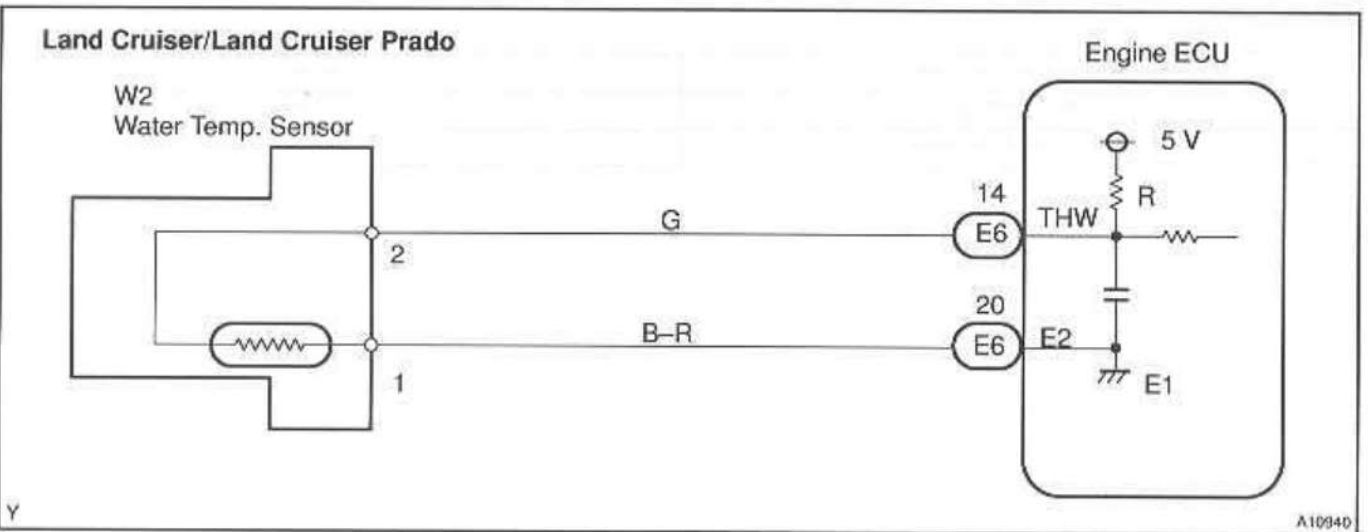 Land Cruiser/Land Cruiser Prado
Engine ECU
W2
Water Temp. Sensor
5 V
R
14
G
E6
THW
2
20
B–R
E6
E2
1
E1
Y
A10940